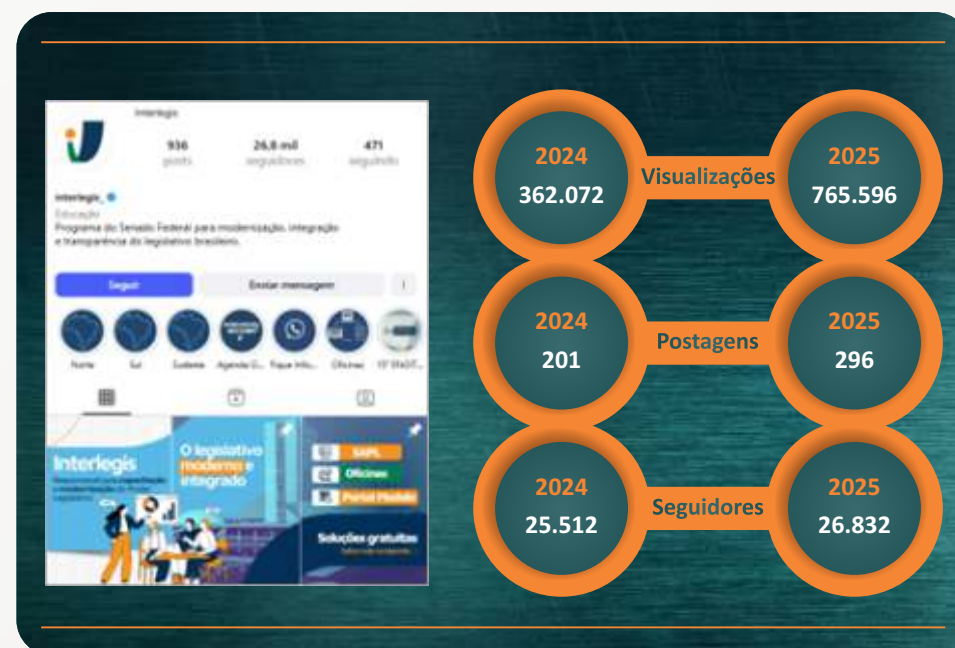 Interlegis
936
26,8 mil
471
posts
seguidores
seguindo
interlegis_
Educação
Programa do Senado Federal para modernização, integração
e transparência do legislativo brasileiro.
Seguir
Enviar mensagem
Norte
Sul
Sudeste
Agenda
Fique
Oficinas
Interlegis
O legislativo
moderno e
integrado
SAPL
Oficinas
Portal Modelo
Soluções gratuitas
2024
362.072
Visualizações
2025
765.596
2024
201
Postagens
2025
296
2024
25.512
Seguidores
2025
26.832